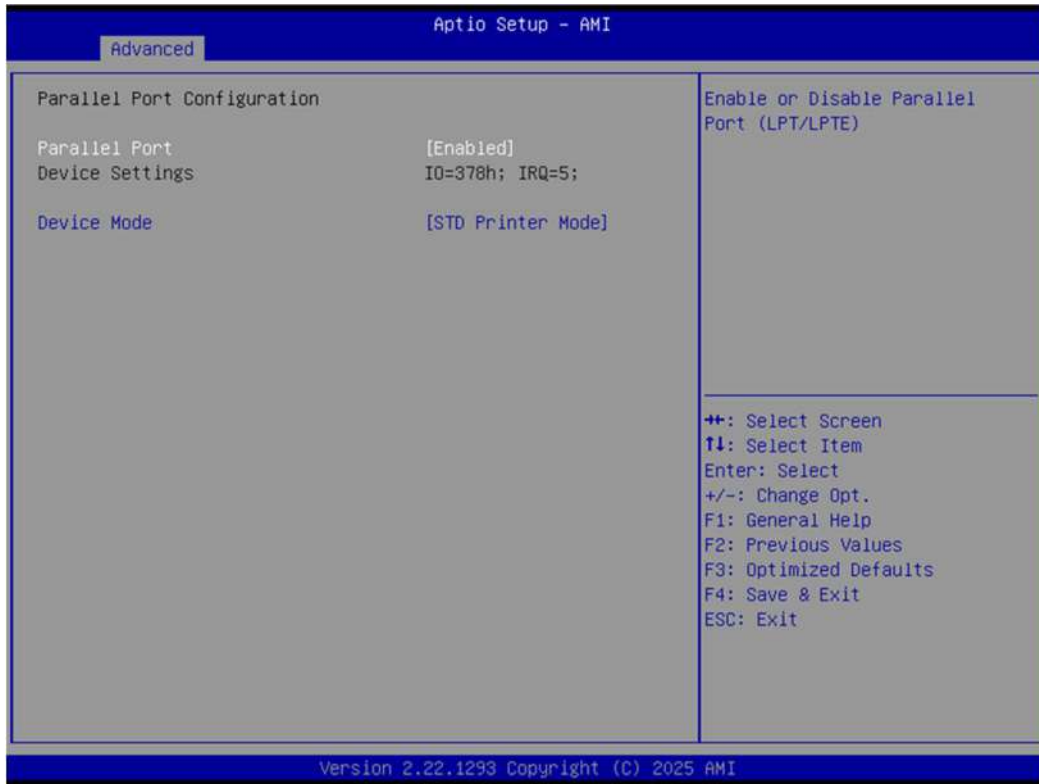 Aptio Setup – AMI
Advanced
Parallel Port Configuration
Parallel Port [Enabled]
Device Settings IO=378h; IRQ=5;
Device Mode [STD Printer Mode]
Enable or Disable Parallel
Port (LPT/LPTE)
→←: Select Screen
↑↓: Select Item
Enter: Select
+/-: Change Opt.
F1: General Help
F2: Previous Values
F3: Optimized Defaults
F4: Save & Exit
ESC: Exit
Version 2.22.1293 Copyright (C) 2025 AMI